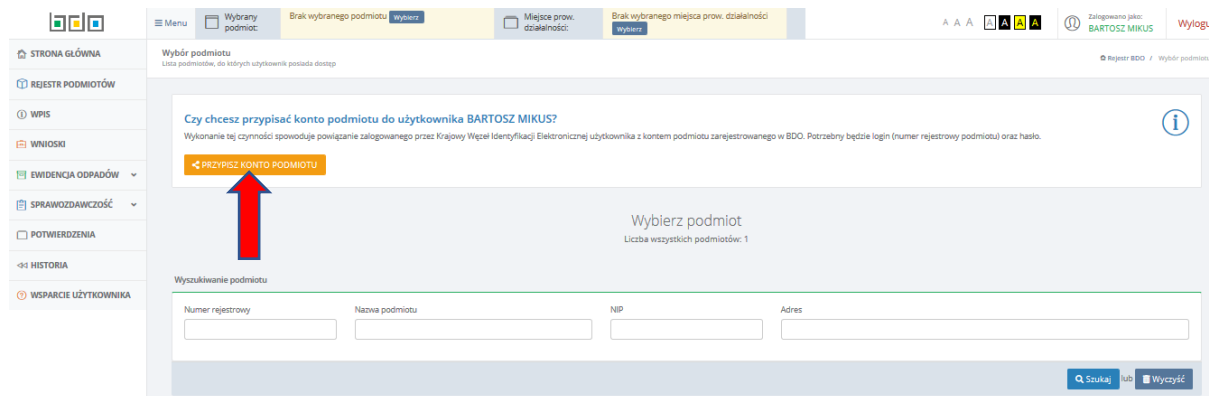 bdo
Menu
Wybrany podmiot:
Brak wybranego podmiotu Wybierz
Miejsce prow. działalności:
Brak wybranego miejsca prow. działalności
Wybierz
A A A A A A A
Zalogowano jako:
BARTOSZ MIKUS
Wylogu
STRONA GŁÓWNA
REJESTR PODMIOTÓW
WPIS
WNIOSKI
EWIDENCJA ODPADÓW
SPRAWOZDAWCZOŚĆ
POTWIERDZENIA
HISTORIA
WSPARCIE UŻYTKOWNIKA
Wybór podmiotu
Lista podmiotów, do których użytkownik posiada dostęp
Rejestr BDO / Wybór podmiotu
Czy chcesz przypisać konto podmiotu do użytkownika BARTOSZ MIKUS?
Wykonanie tej czynności spowoduje powiązanie zalogowanego przez Krajowy Węzeł Identyfikacji Elektronicznej użytkownika z kontem podmiotu zarejestrowanego w BDO. Potrzebny będzie login (numer rejestrowy podmiotu) oraz hasło.
PRZYPISZ KONTO PODMIOTU
Wybierz podmiot
Liczba wszystkich podmiotów: 1
Wyszukiwanie podmiotu
Numer rejestrowy
Nazwa podmiotu
NIP
Adres
Szukaj lub Wyczyść